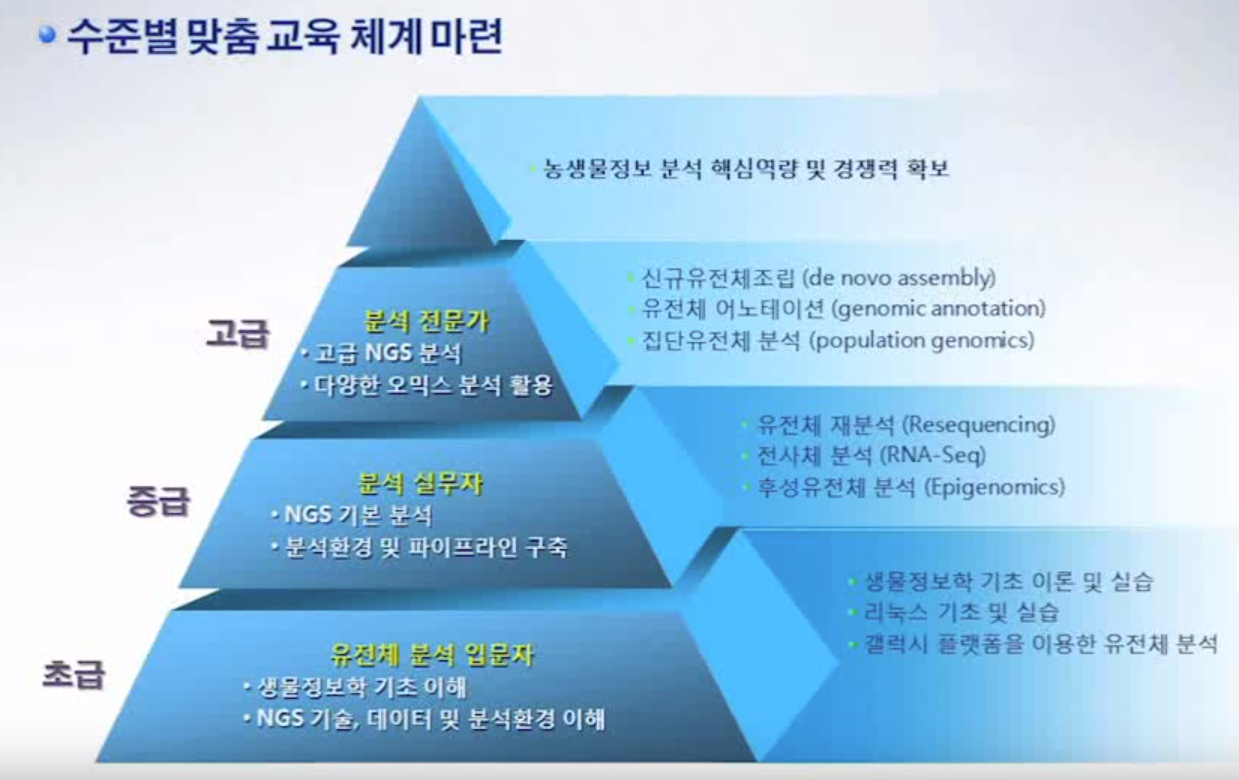 • 수준별 맞춤 교육 체계 마련
• 농생물정보 분석 핵심역량 및 경쟁력 확보
고급
분석 전문가
• 고급 NGS 분석
• 다양한 오믹스 분석 활용
• 신규유전체조립 (de novo assembly)
• 유전체 어노테이션 (genomic annotation)
• 집단유전체 분석 (population genomics)
중급
분석 실무자
• NGS 기본 분석
• 분석환경 및 파이프라인 구축
• 유전체 재분석 (Resequencing)
• 전사체 분석 (RNA-Seq)
• 후성유전체 분석 (Epigenomics)
초급
유전체 분석 입문자
• 생물정보학 기초 이해
• NGS 기술, 데이터 및 분석환경 이해
• 생물정보학 기초 이론 및 실습
• 리눅스 기초 및 실습
• 갤럭시 플랫폼을 이용한 유전체 분석